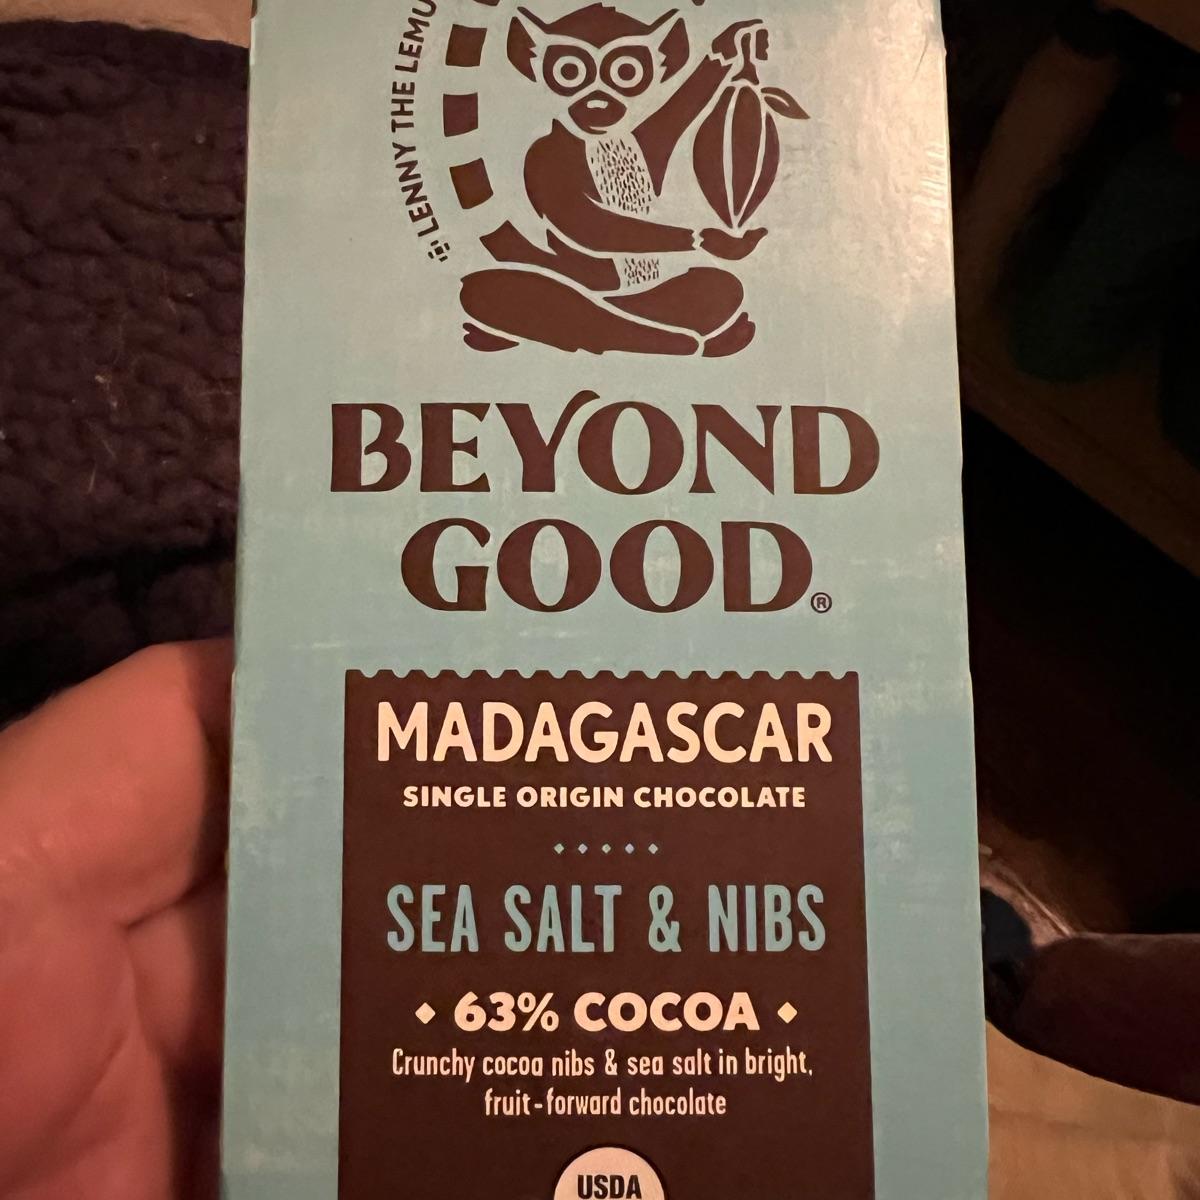 LENNY THE LEMU
BEYOND
GOOD®
MADAGASCAR
SINGLE ORIGIN CHOCOLATE
SEA SALT & NIBS
63% COCOA
Crunchy cocoa nibs & sea salt in bright,
fruit-forward chocolate
USDA